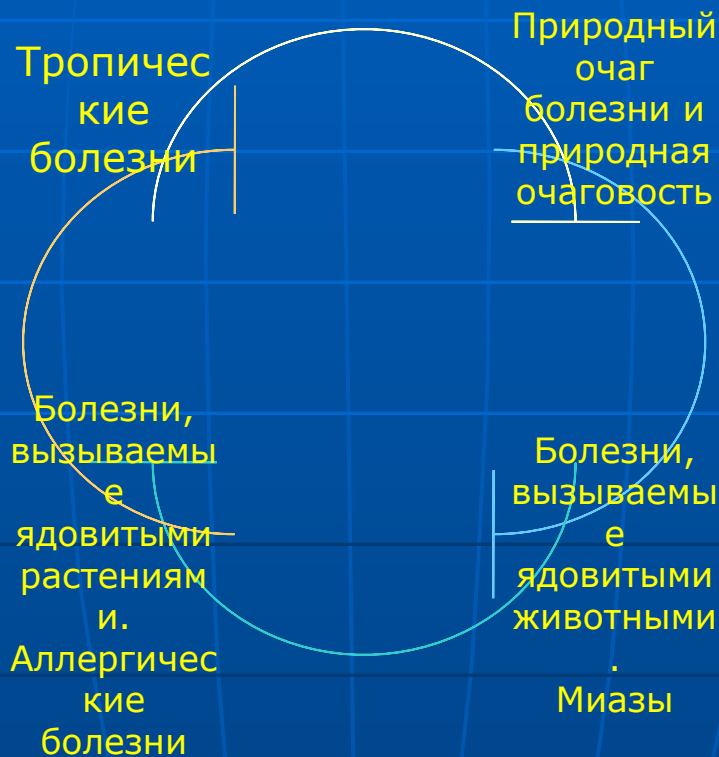 Тропичес
кие
болезни
Природный
очаг
болезни и
природная
очаговость
Болезни,
вызываемы
е
ядовитыми
растениям
и.
Аллергичес
кие
болезни
Болезни,
вызываемы
е
ядовитыми
животными
.
Миазы